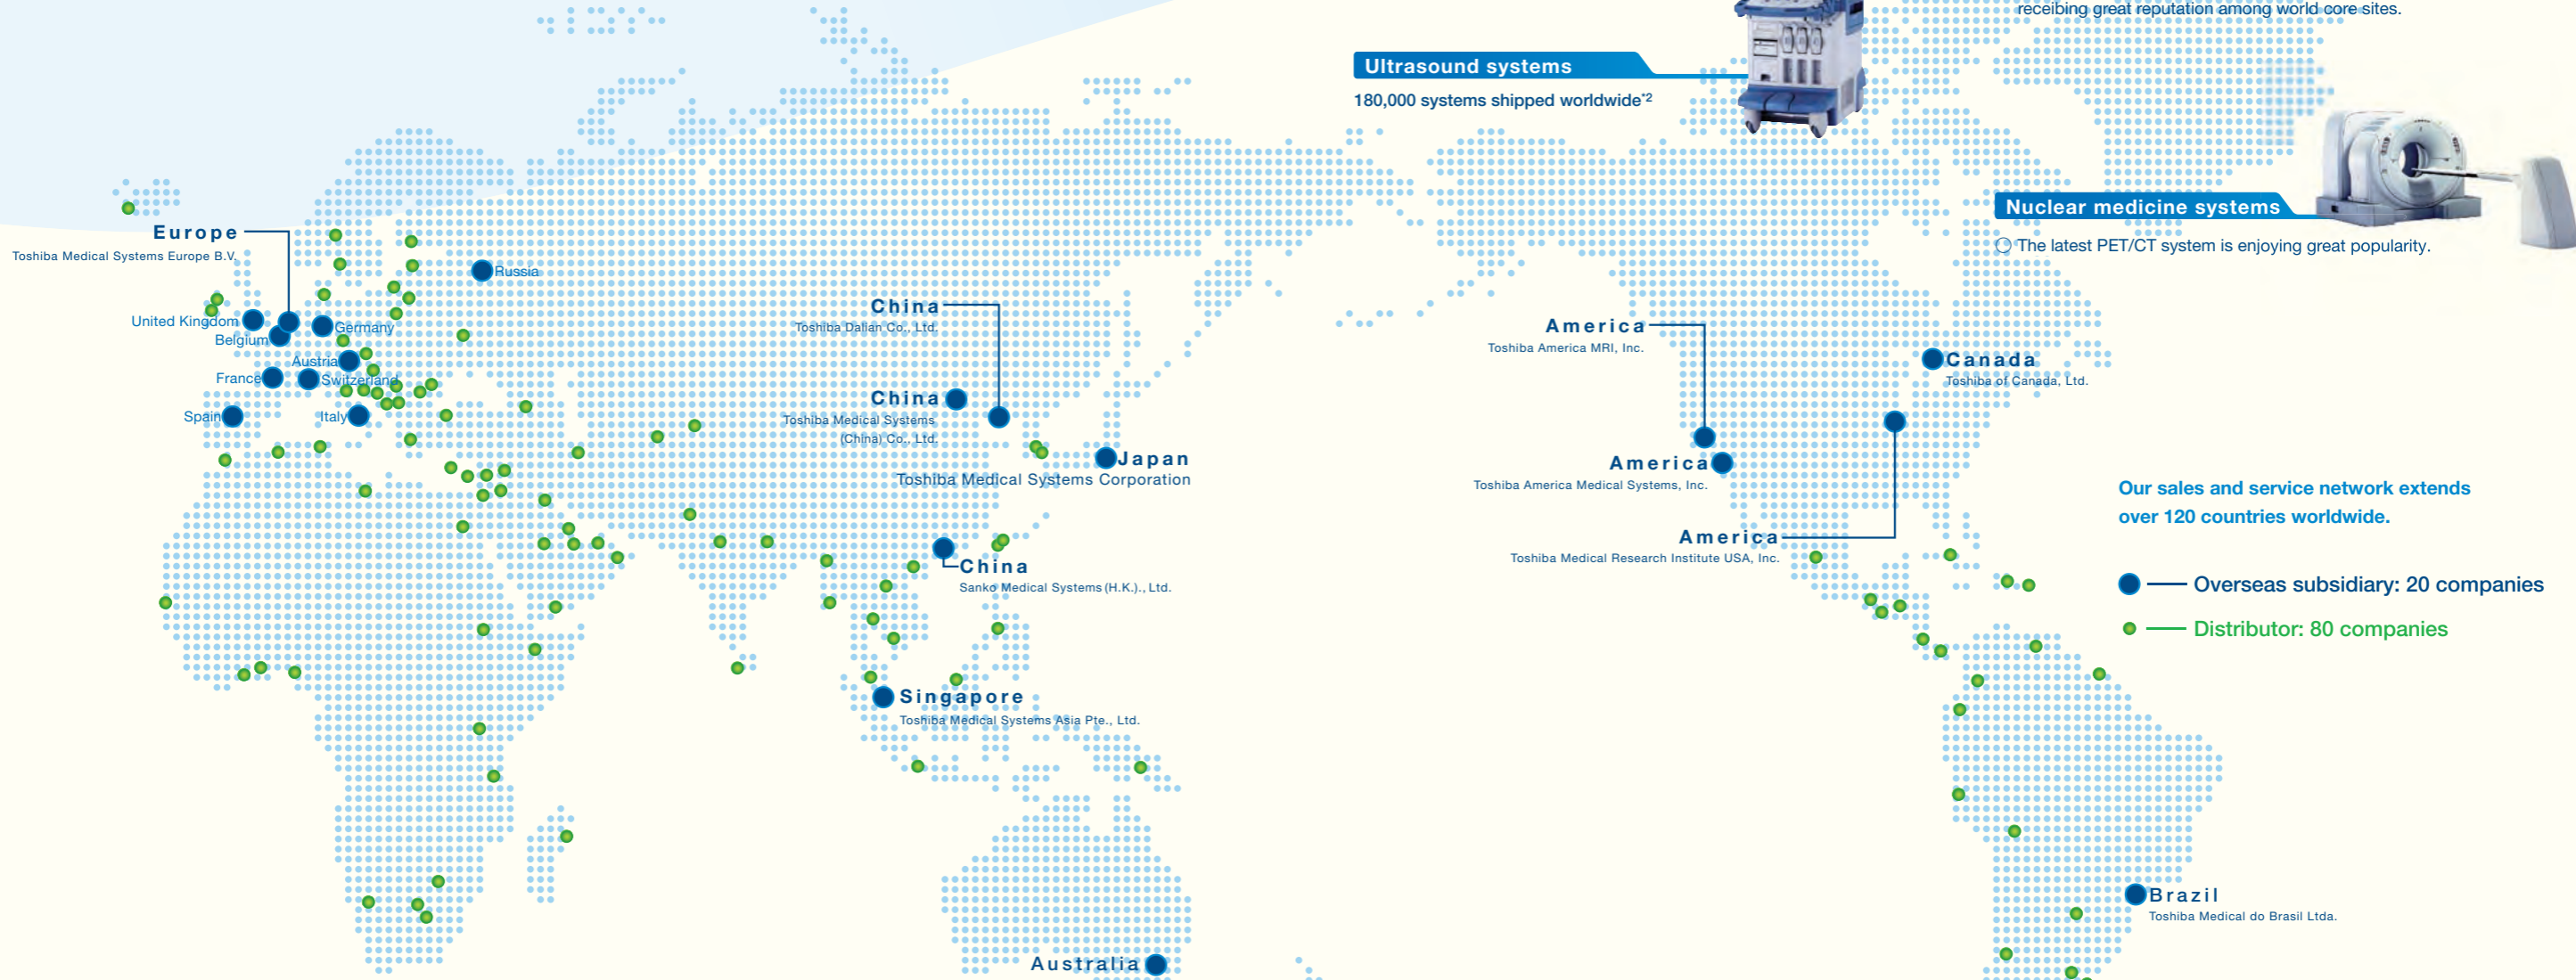 receibing great reputation among world core sites.
Ultrasound systems
180,000 systems shipped worldwide*2
Nuclear medicine systems
○ The latest PET/CT system is enjoying great popularity.
Europe
Toshiba Medical Systems Europe B.V.
Russia
United Kingdom
Germany
Belgium
Austria
France
Switzerland
Spain
Italy
China
Toshiba Dalian Co., Ltd.
China
Toshiba Medical Systems
(China) Co., Ltd.
Japan
Toshiba Medical Systems Corporation
China
Sanko Medical Systems (H.K.)., Ltd.
Singapore
Toshiba Medical Systems Asia Pte., Ltd.
Australia
America
Toshiba America MRI, Inc.
America
Toshiba America Medical Systems, Inc.
America
Toshiba Medical Research Institute USA, Inc.
Canada
Toshiba of Canada, Ltd.
Our sales and service network extends
over 120 countries worldwide.
Overseas subsidiary: 20 companies
Distributor: 80 companies
Brazil
Toshiba Medical do Brasil Ltda.